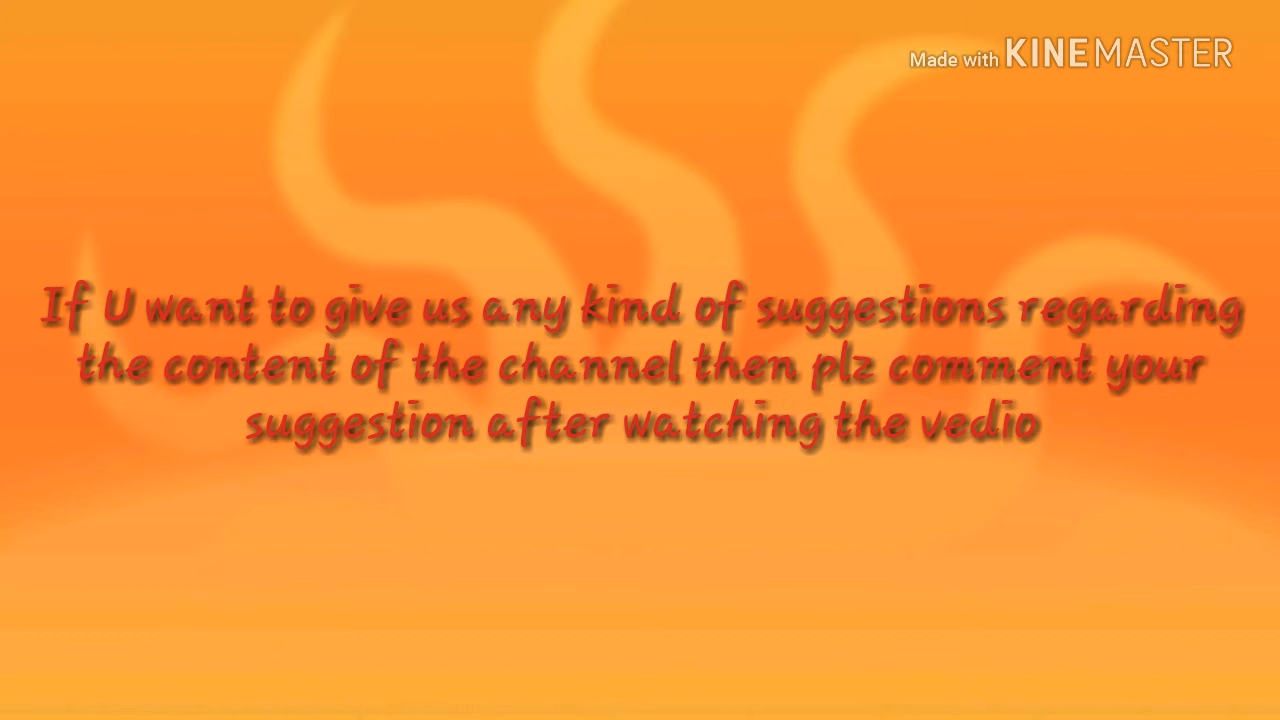 Made with KINEMASTER
If U want to give us any kind of suggestions regarding
the content of the channel then plz comment your
suggestion after watching the vedio